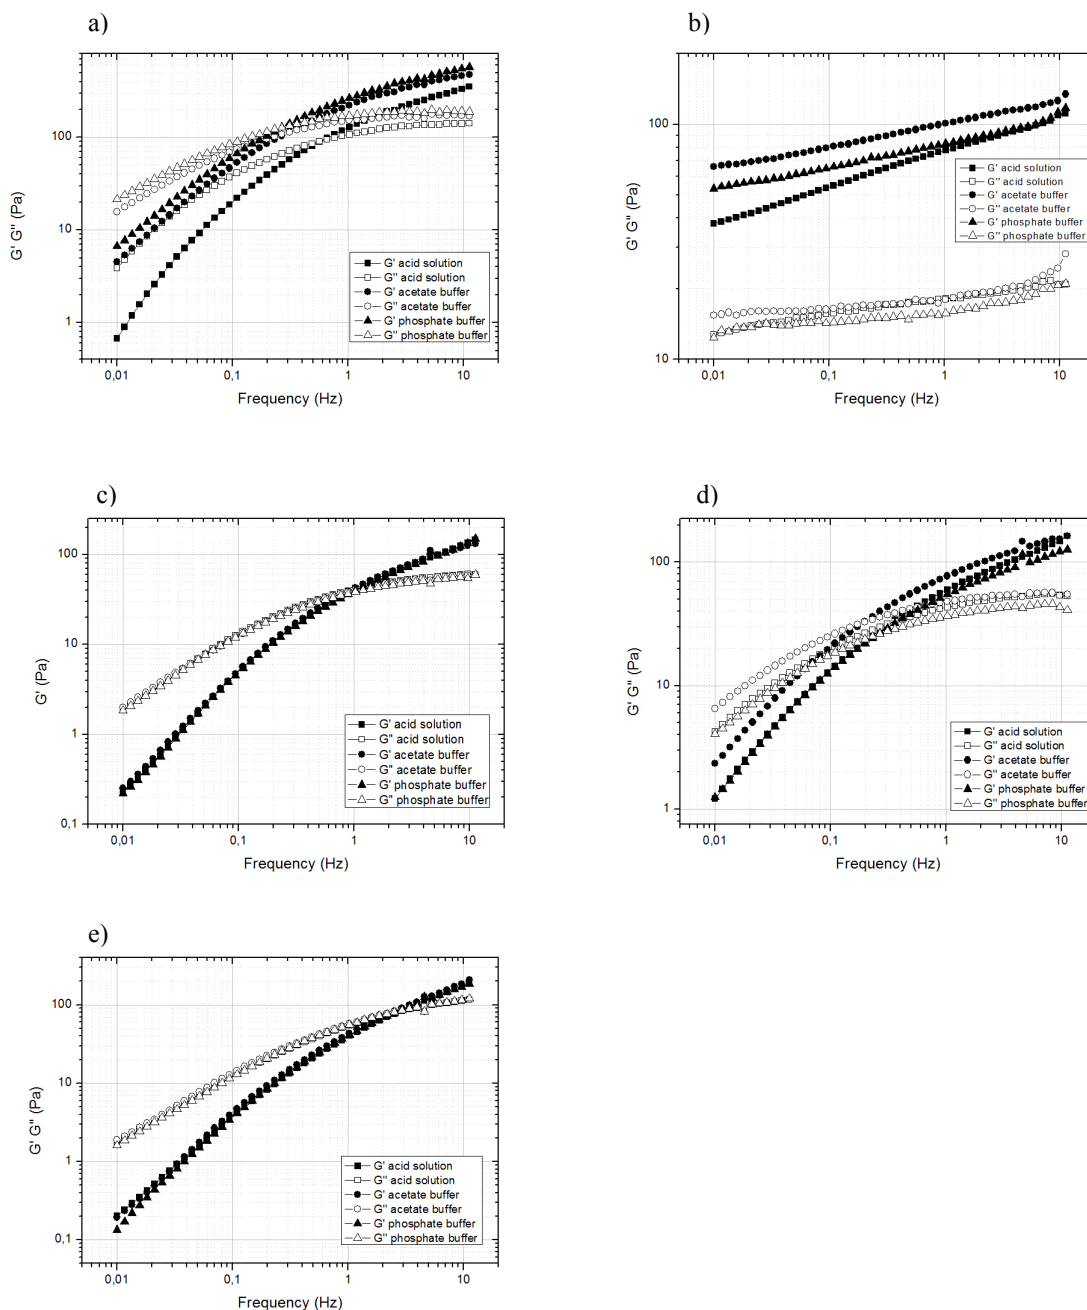 a)
100
10
1
0,01
0,1
1
10
G' G'' (Pa)
Frequency (Hz)
G' acid solution
G'' acid solution
G' acetate buffer
G'' acetate buffer
G' phosphate buffer
G'' phosphate buffer
b)
100
10
0,01
0,1
1
10
G' G'' (Pa)
Frequency (Hz)
G' acid solution
G'' acid solution
G' acetate buffer
G'' acetate buffer
G' phosphate buffer
G'' phosphate buffer
c)
100
10
1
0,1
0,01
0,1
1
10
G' (Pa)
Frequency (Hz)
G' acid solution
G'' acid solution
G' acetate buffer
G'' acetate buffer
G' phosphate buffer
G'' phosphate buffer
d)
100
10
1
0,01
0,1
1
10
G' G'' (Pa)
Frequency (Hz)
G' acid solution
G'' acid solution
G' acetate buffer
G'' acetate buffer
G' phosphate buffer
G'' phosphate buffer
e)
100
10
1
0,1
0,01
0,1
1
10
G' G'' (Pa)
Frequency (Hz)
G' acid solution
G'' acid solution
G' acetate buffer
G'' acetate buffer
G' phosphate buffer
G'' phosphate buffer